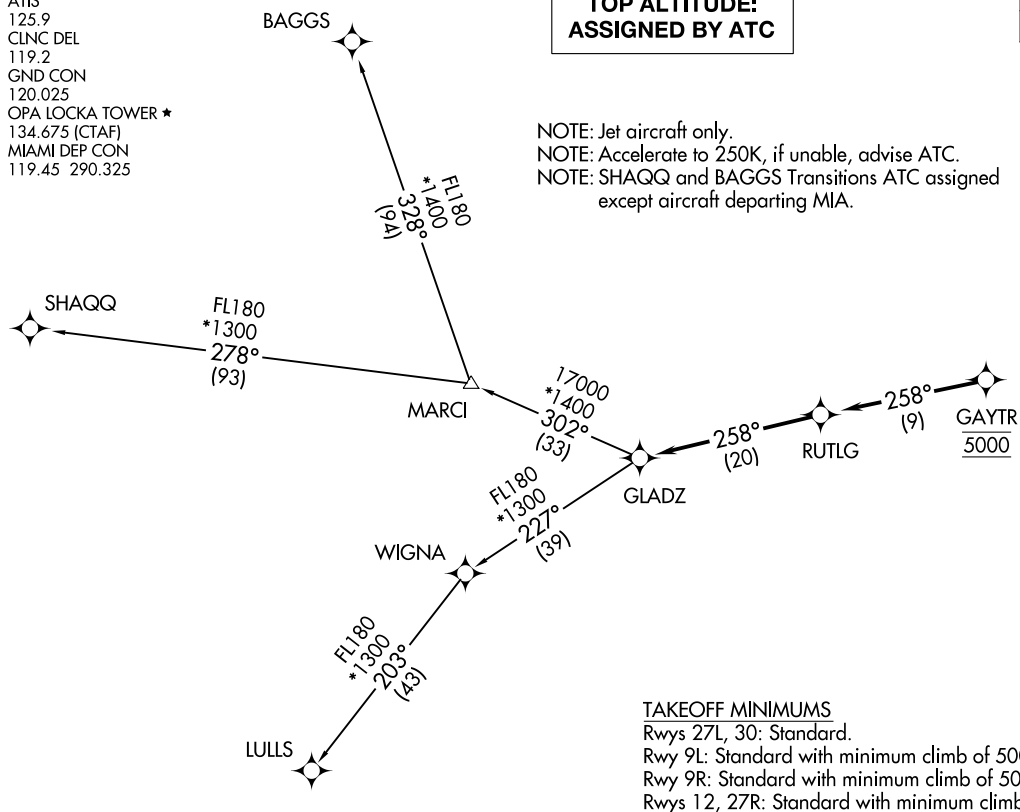 ATIS
125.9
CLNC DEL
119.2
GND CON
120.025
OPA LOCKA TOWER ★
134.675 (CTAF)
MIAMI DEP CON
119.45 290.325
TOP ALTITUDE:
ASSIGNED BY ATC
NOTE: Jet aircraft only.
NOTE: Accelerate to 250K, if unable, advise ATC.
NOTE: SHAQQ and BAGGS Transitions ATC assigned
except aircraft departing MIA.
BAGGS
FL180
*1400
328°
(94)
SHAQQ
FL180
*1300
278°
(93)
MARCI
17000
*1400
302°
(33)
GLADZ
258°
(20)
RUTLG
258°
(9)
GAYTR
5000
FL180
*1300
227°
(39)
WIGNA
FL180
*1300
203°
(43)
LULLS
TAKEOFF MINIMUMS
Rwys 27L, 30: Standard.
Rwy 9L: Standard with minimum climb of 500
Rwy 9R: Standard with minimum climb of 50
Rwys 12, 27R: Standard with minimum climb